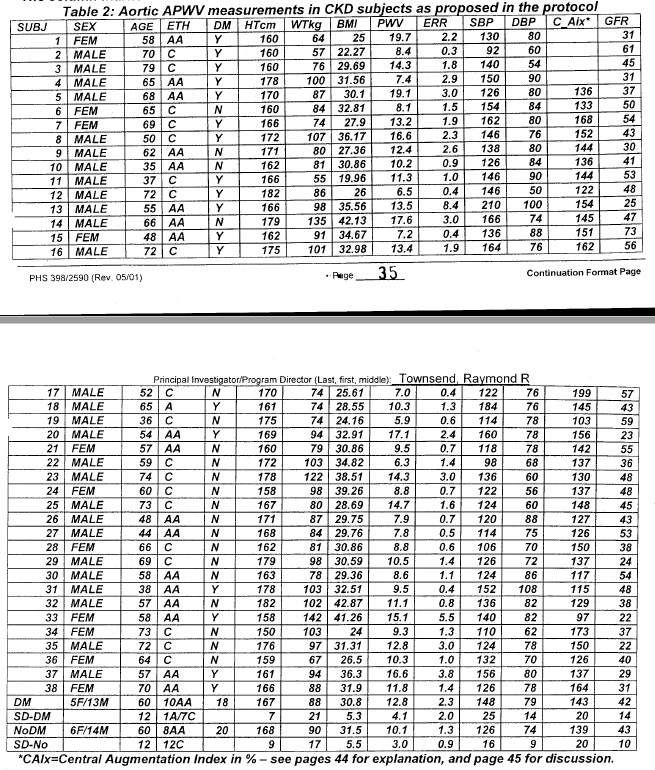 Table 2: Aortic APWV measurements in CKD subjects as proposed in the protocol
SUBJ SEX AGE ETH DM HTcm WTkg BMI PWV ERR SBP DBP C_Aix* GFR
1 FEM 58 AA Y 160 64 25 19.7 2.2 130 80 31
2 MALE 70 C Y 160 57 22.27 8.4 0.3 92 60 61
3 MALE 79 C Y 160 76 29.69 14.3 1.8 140 54 45
4 MALE 65 AA Y 178 100 31.56 7.4 2.9 150 90 31
5 MALE 68 AA Y 170 87 30.1 19.1 3.0 126 80 136 37
6 FEM 65 C N 160 84 32.81 8.1 1.5 154 84 133 50
7 FEM 69 C Y 166 74 27.9 13.2 1.9 162 80 168 54
8 MALE 50 C Y 172 107 36.17 16.6 2.3 146 76 152 43
9 MALE 62 AA N 171 80 27.36 12.4 2.6 138 80 144 30
10 MALE 35 AA N 162 81 30.86 10.2 0.9 126 84 136 41
11 MALE 37 C Y 166 55 19.96 11.3 1.0 146 90 144 53
12 MALE 72 C Y 182 86 26 6.5 0.4 146 50 122 48
13 MALE 55 AA Y 166 98 35.56 13.5 8.4 210 100 154 25
14 MALE 66 AA N 179 135 42.13 17.6 3.0 166 74 145 47
15 FEM 48 AA Y 162 91 34.67 7.2 0.4 136 88 151 73
16 MALE 72 C Y 175 101 32.98 13.4 1.9 164 76 162 56
PHS 398/2590 (Rev. 05/01) Page 35 Continuation Format Page
Principal Investigator/Program Director (Last, first, middle): Townsend, Raymond R
17 MALE 52 C N 170 74 25.61 7.0 0.4 122 76 199 57
18 MALE 65 A Y 161 74 28.55 10.3 1.3 184 76 145 43
19 MALE 36 C N 175 74 24.16 5.9 0.6 114 78 103 59
20 MALE 54 AA Y 169 94 32.91 17.1 2.4 160 78 156 23
21 FEM 57 AA N 160 79 30.86 9.5 0.7 118 78 142 55
22 MALE 59 C N 172 103 34.82 6.3 1.4 98 68 137 36
23 MALE 74 C N 178 122 38.51 14.3 3.0 136 60 130 48
24 FEM 60 C N 158 98 39.26 8.8 0.7 122 56 137 48
25 MALE 73 C N 167 80 28.69 14.7 1.6 124 60 148 45
26 MALE 48 AA N 171 87 29.75 7.9 0.7 120 88 127 43
27 MALE 44 AA N 168 84 29.76 7.8 0.5 114 75 126 53
28 FEM 66 C N 162 81 30.86 8.8 0.6 106 70 150 38
29 MALE 69 C N 179 98 30.59 10.5 1.4 126 72 137 24
30 MALE 58 AA N 163 78 29.36 8.6 1.1 124 86 117 54
31 MALE 38 AA Y 178 103 32.51 9.5 0.4 152 108 115 48
32 MALE 57 AA N 182 102 42.87 11.1 0.8 136 82 129 38
33 FEM 58 AA Y 158 142 41.26 15.1 5.5 140 82 97 22
34 FEM 73 C N 150 103 24 9.3 1.3 110 62 173 37
35 MALE 72 C N 176 97 31.31 12.8 3.0 124 78 150 22
36 FEM 64 C N 159 67 26.5 10.3 1.0 132 70 126 40
37 MALE 57 AA Y 161 94 36.3 16.6 3.8 156 80 137 29
38 FEM 70 AA Y 166 88 31.9 11.8 1.4 126 78 164 31
DM 5F/13M 60 10AA 18 167 88 30.8 12.8 2.3 148 79 143 42
SD-DM 12 1A/7C 7 21 5.3 4.1 2.0 25 14 20 14
NoDM 6F/14M 60 8AA 20 168 90 31.5 10.1 1.3 126 74 139 43
SD-No 12 12C 9 17 5.5 3.0 0.9 16 9 20 10
*CAIx=Central Augmentation Index in % – see pages 44 for explanation, and page 45 for discussion.